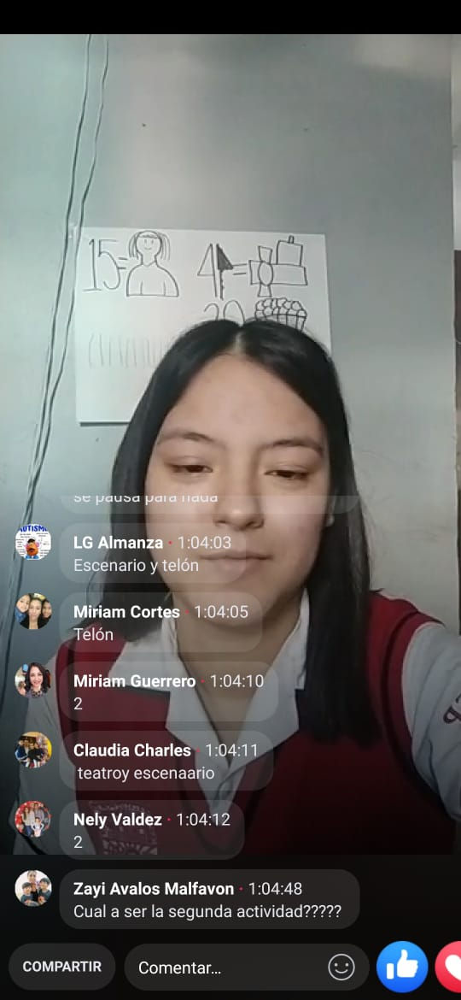 15=
4 =
20
se pausa para nada
AUTISM
LG Almanza · 1:04:03
Escenario y telón
Miriam Cortes · 1:04:05
Telón
Miriam Guerrero · 1:04:10
2
Claudia Charles · 1:04:11
teatroy escenaario
Nely Valdez · 1:04:12
2
Zayi Avalos Malfavon · 1:04:48
Cual a ser la segunda actividad?????
COMPARTIR
Comentar...